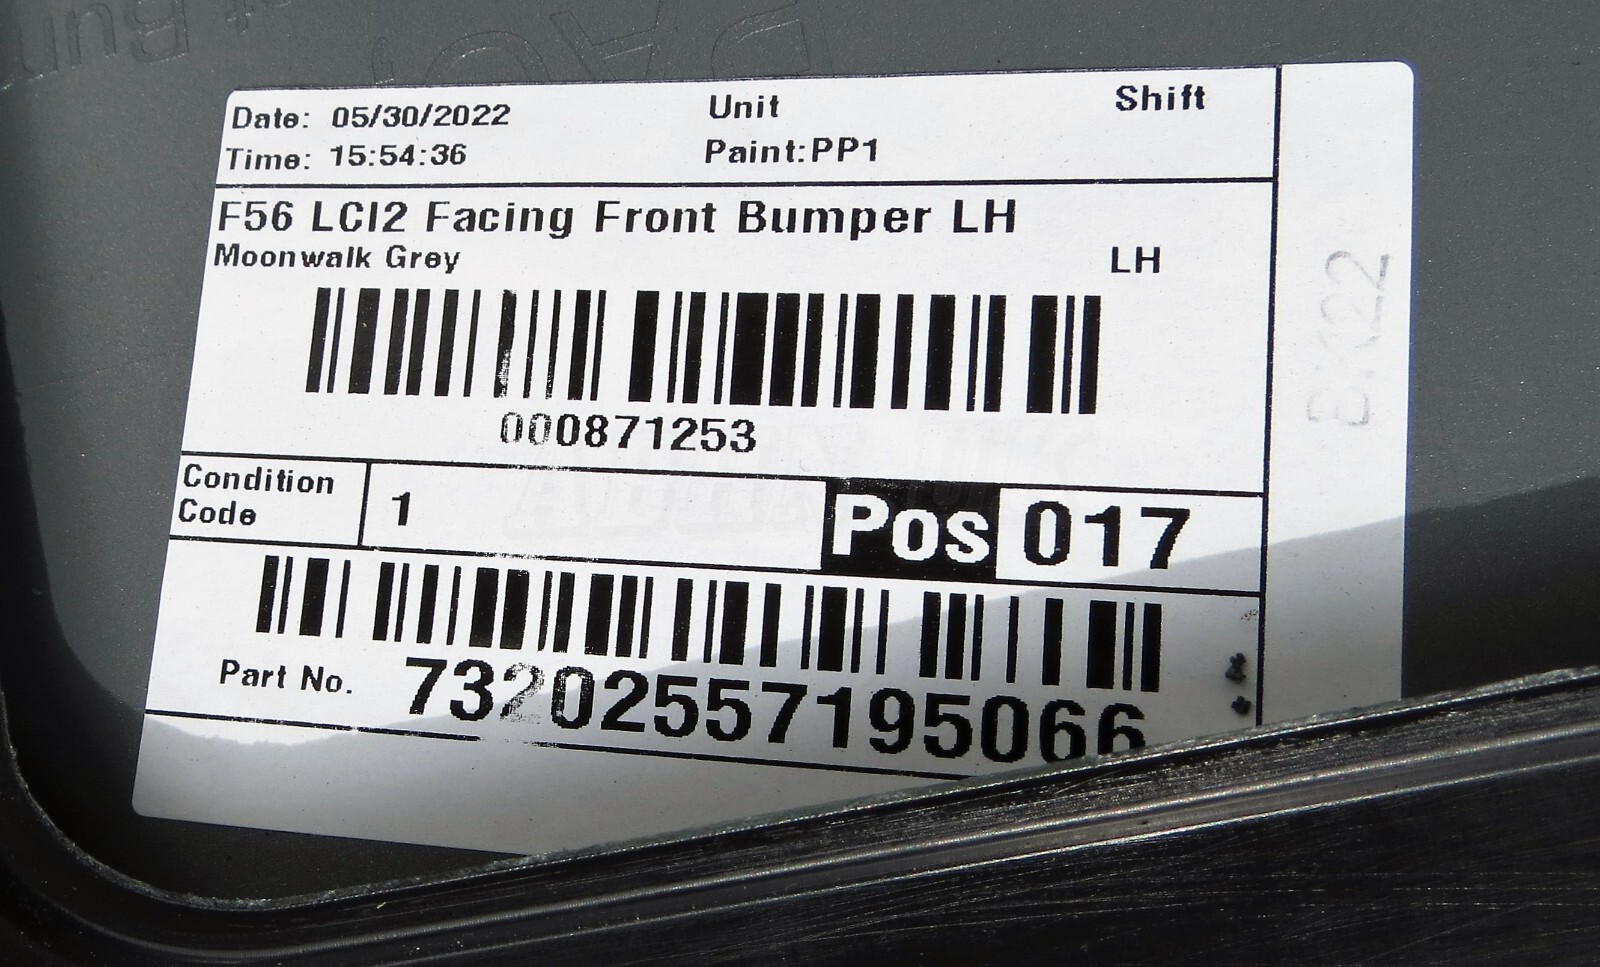 Date: 05/30/2022
Unit
Shift
Time: 15:54:36
Paint:PP1
F56 LCI2 Facing Front Bumper LH
Moonwalk Grey
LH
000871253
Condition
Code
1
Pos 017
Part No.
73202557195066